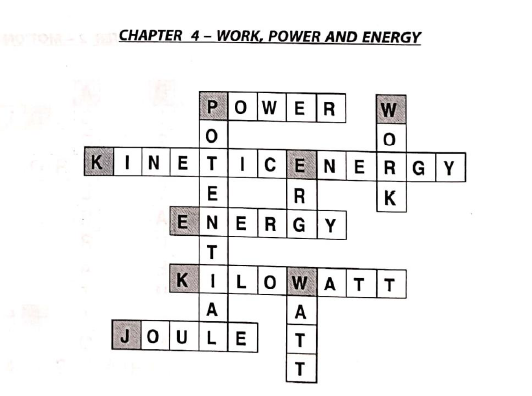 CHAPTER 4 – WORK, POWER AND ENERGY
P O W E R W
O O
K I N E T I C E N E R G Y
E R K
E N E R G Y
T
K I L O W A T T
A A
J O U L E T
T